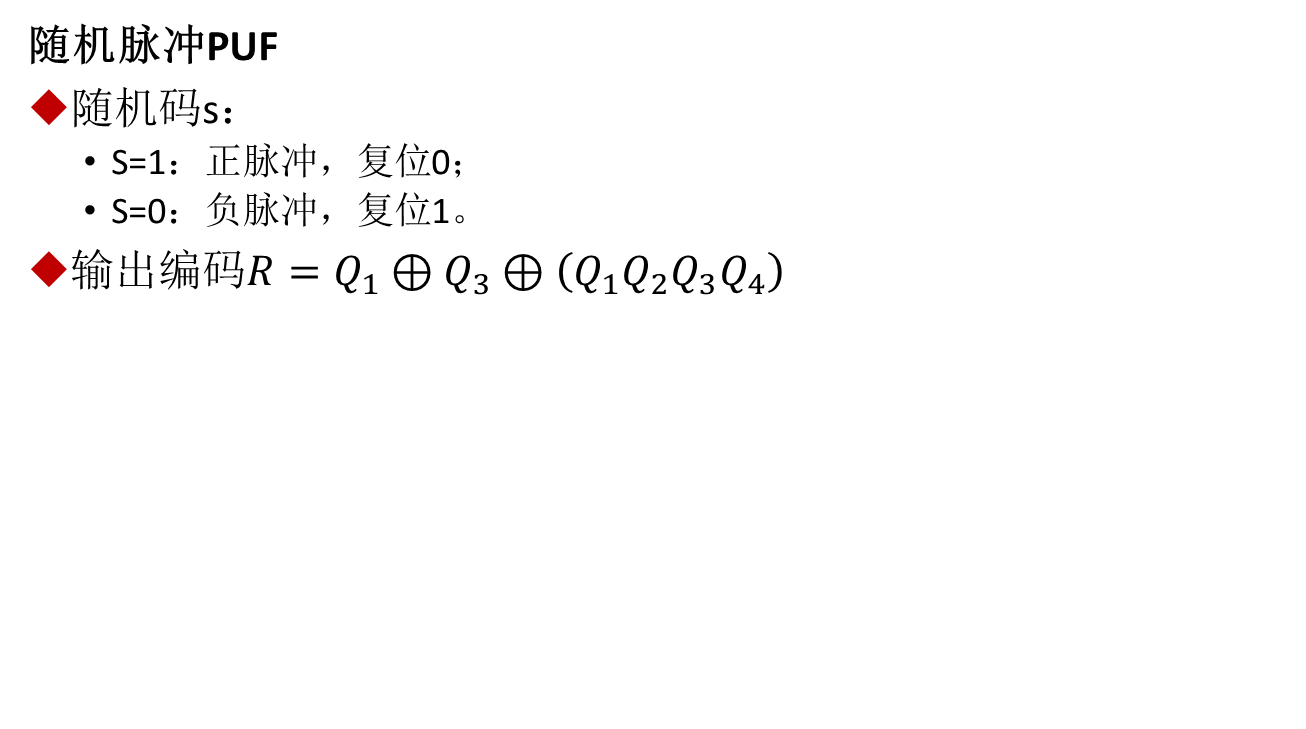 随机脉冲PUF
◆随机码s：
• S=1：正脉冲，复位0；
• S=0：负脉冲，复位1。
◆输出编码𝑅 = 𝑄₁ ⊕ 𝑄₃ ⊕ (𝑄₁𝑄₂𝑄₃𝑄₄)